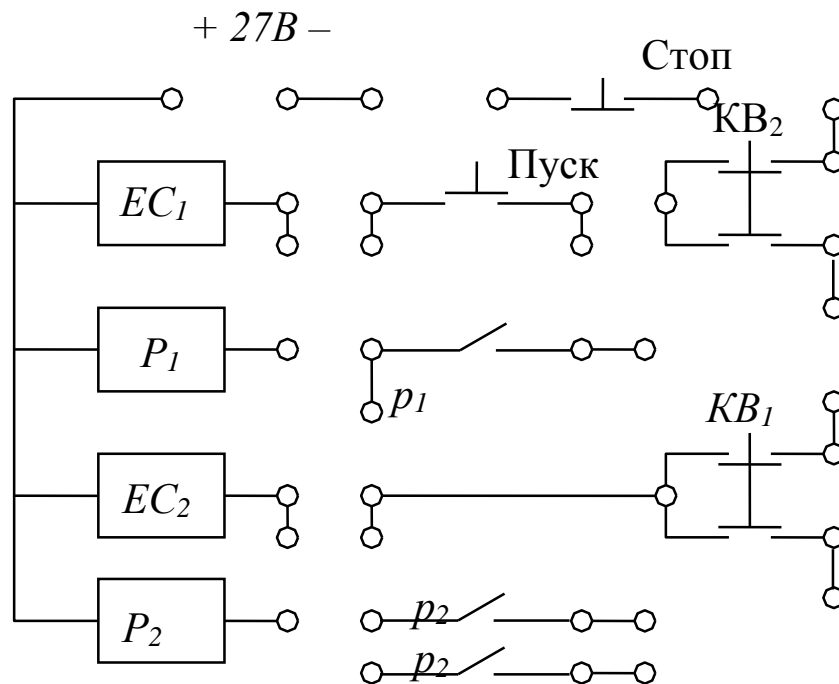 + 27В –
Стоп
КВ₂
Пуск
EC₁
P₁
p₁
КВ₁
EC₂
P₂
p₂
p₂